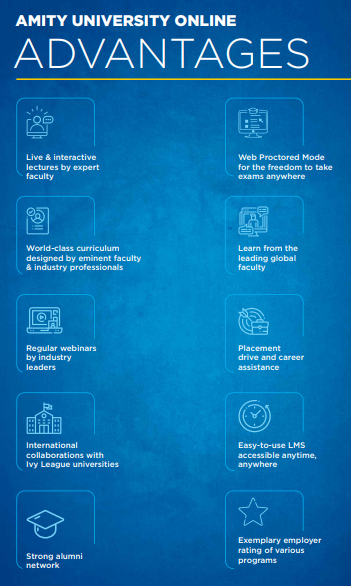 AMITY UNIVERSITY ONLINE
ADVANTAGES
Live & interactive
lectures by expert
faculty
Web Proctored Mode
for the freedom to take
exams anywhere
World-class curriculum
designed by eminent faculty
& industry professionals
Learn from the
leading global
faculty
Regular webinars
by industry
leaders
Placement
drive and career
assistance
International
collaborations with
Ivy League universities
Easy-to-use LMS
accessible anytime,
anywhere
Strong alumni
network
Exemplary employer
rating of various
programs